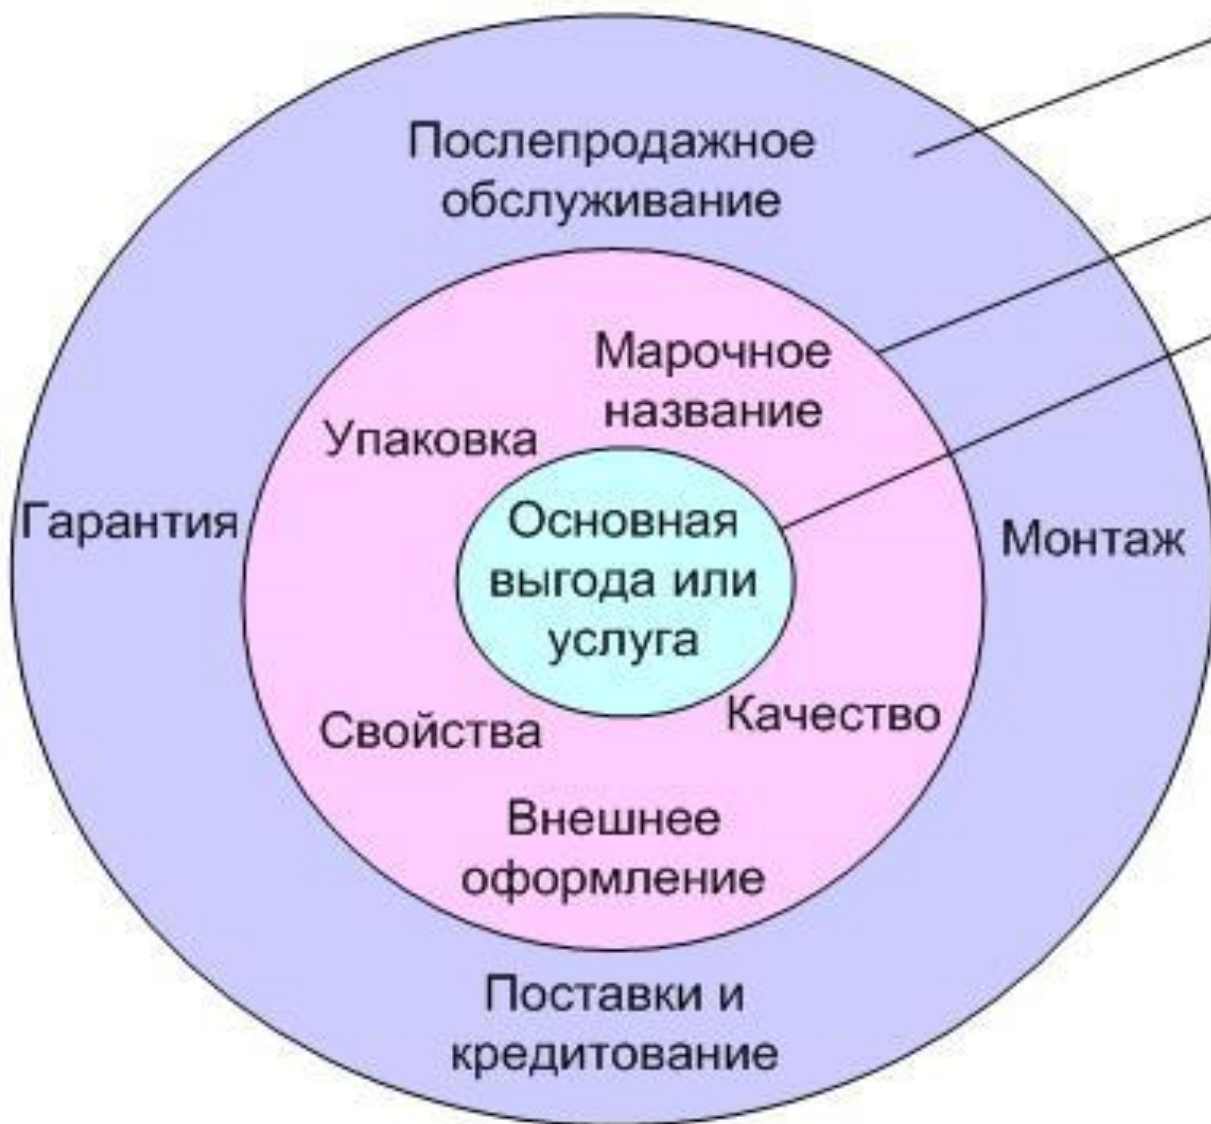 Послепродажное
обслуживание
Марочное
название
Упаковка
Гарантия
Основная
выгода или
услуга
Монтаж
Свойства
Качество
Внешнее
оформление
Поставки и
кредитование